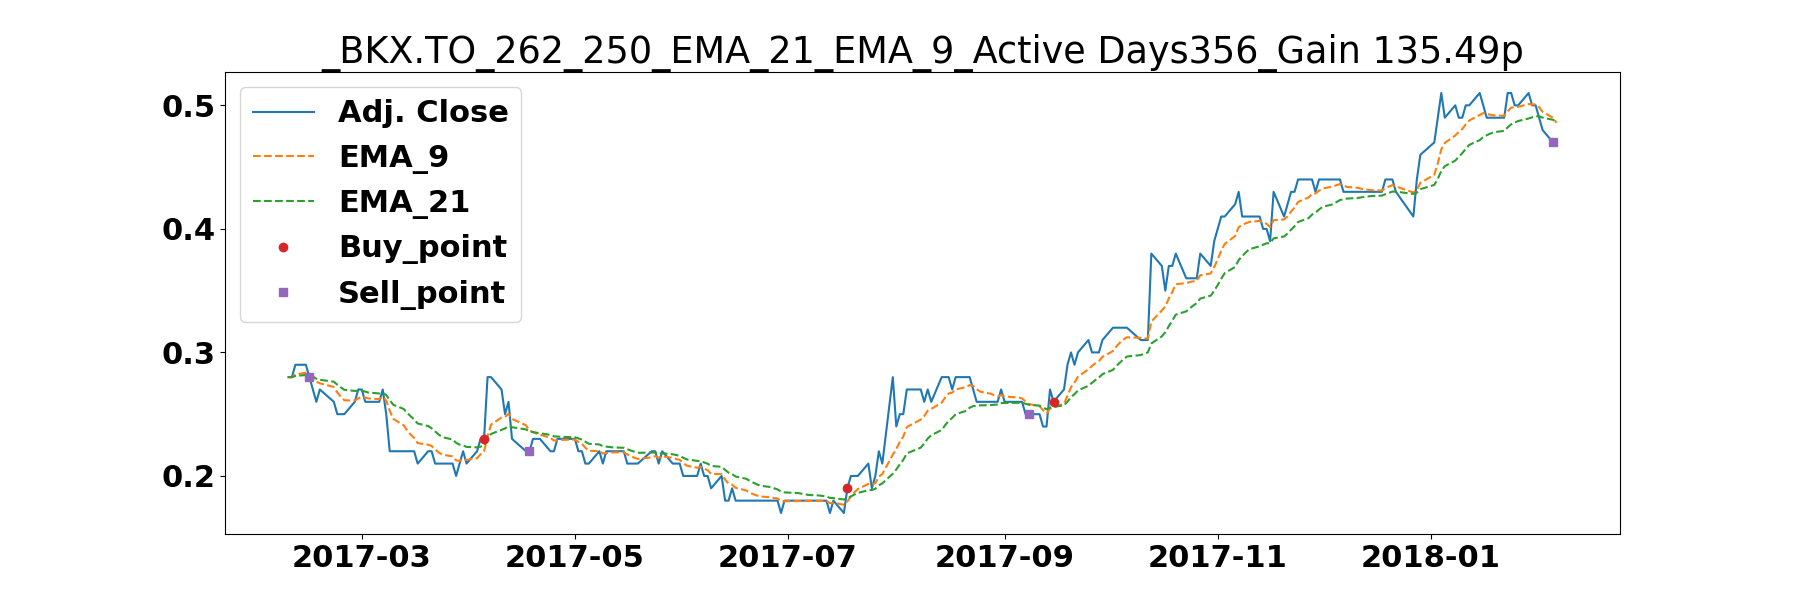 _BKX.TO_262_250_EMA_21_EMA_9_Active Days356_Gain 135.49p
Adj. Close
EMA_9
EMA_21
Buy_point
Sell_point
0.5
0.4
0.3
0.2
2017-03 2017-05 2017-07 2017-09 2017-11 2018-01